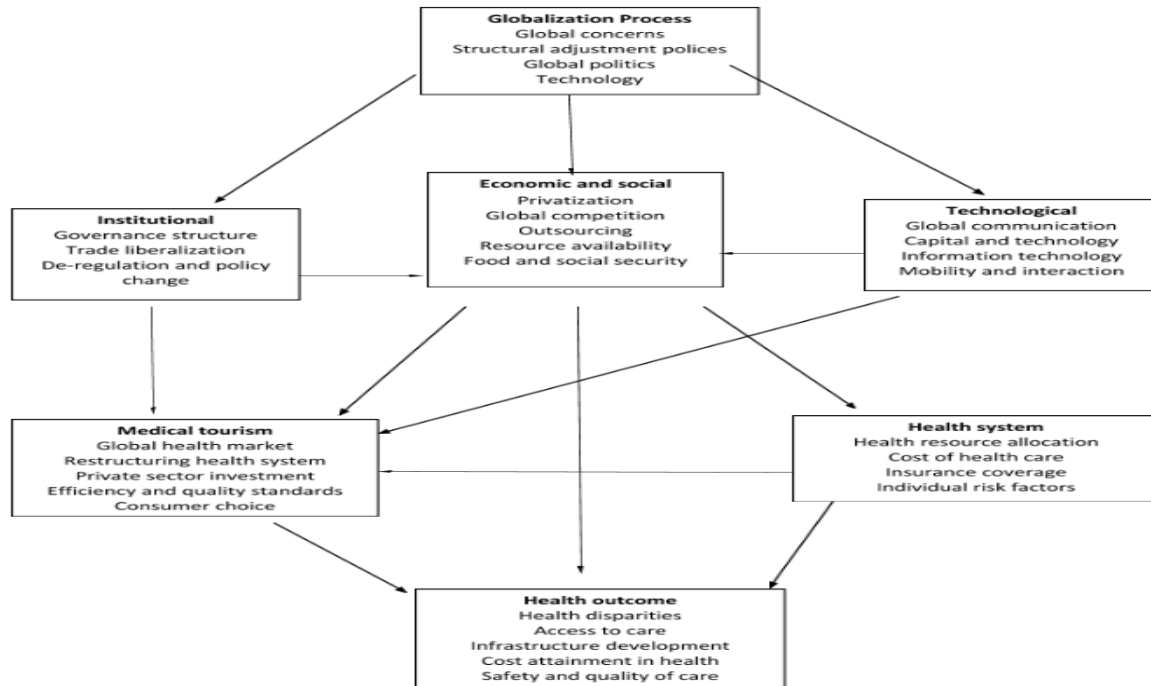 Globalization Process
Global concerns
Structural adjustment polices
Global politics
Technology
Institutional
Governance structure
Trade liberalization
De-regulation and policy
change
Economic and social
Privatization
Global competition
Outsourcing
Resource availability
Food and social security
Technological
Global communication
Capital and technology
Information technology
Mobility and interaction
Medical tourism
Global health market
Restructuring health system
Private sector investment
Efficiency and quality standards
Consumer choice
Health system
Health resource allocation
Cost of health care
Insurance coverage
Individual risk factors
Health outcome
Health disparities
Access to care
Infrastructure development
Cost attainment in health
Safety and quality of care